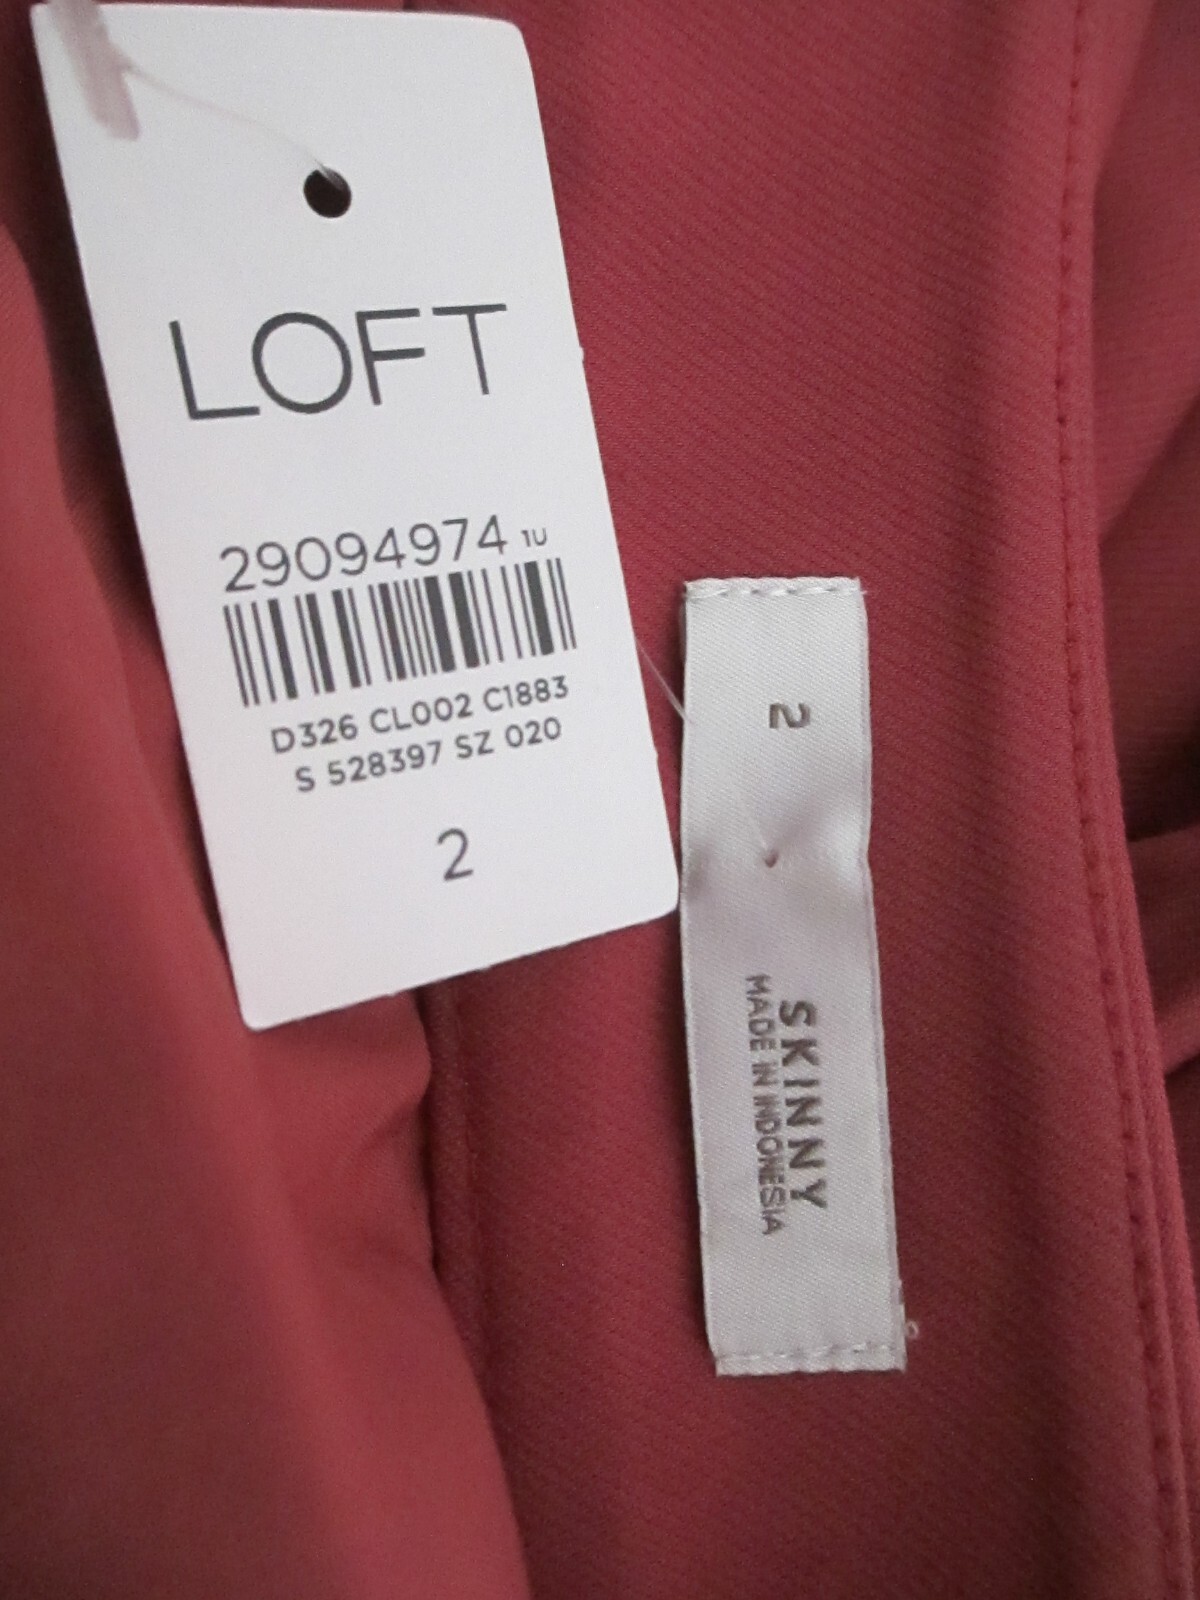 LOFT
29094974 1U
D326 CL002 C1883
S 528397 SZ 020
2
2
SKINNY
MADE IN INDONESIA